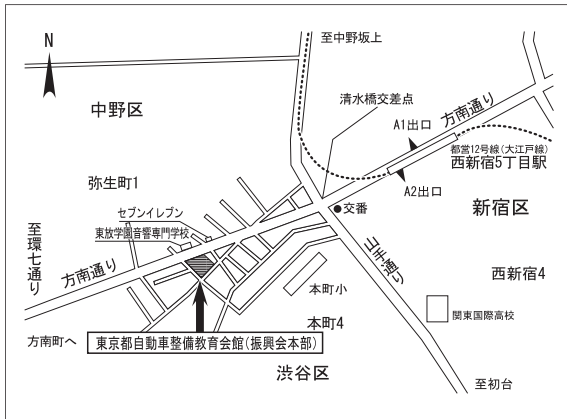 N
至中野坂上
中野区
清水橋交差点
方南通り
A1出口
都営12号線(大江戸線)
西新宿5丁目駅
A2出口
弥生町1
セブンイレブン
東放学園音響専門学校
交番
新宿区
至環七通り
方南通り
山手通り
西新宿4
本町小
関東国際高校
本町4
方南町へ
東京都自動車整備教育会館(振興会本部)
渋谷区
至初台